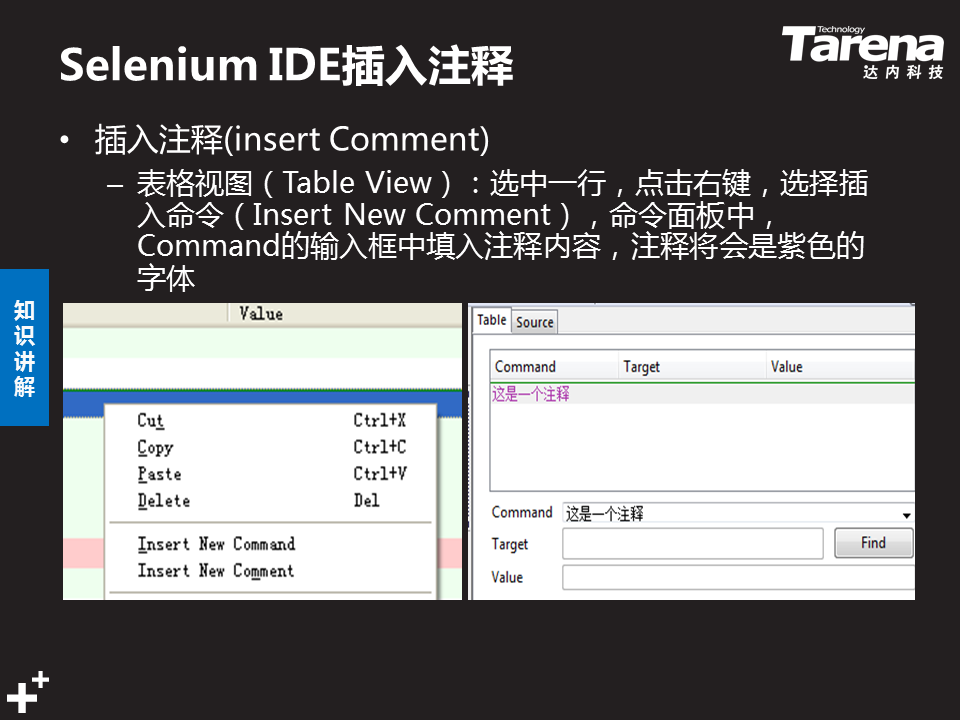 Selenium IDE插入注释
Technology
Tarena
达内科技
• 插入注释(insert Comment)
– 表格视图（Table View）：选中一行，点击右键，选择插
入命令（Insert New Comment），命令面板中，
Command的输入框中填入注释内容，注释将会是紫色的
字体
知
识
讲
解
Value
Cut Ctrl+X
Copy Ctrl+C
Paste Ctrl+V
Delete Del
Insert New Command
Insert New Comment
Table Source
Command Target Value
这是一个注释
Command 这是一个注释
Target Find
Value